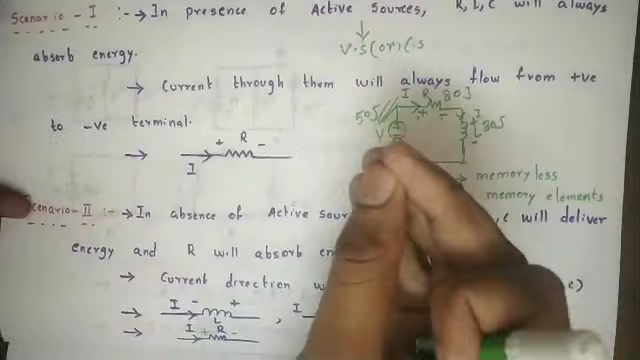 Scenario - I :- → In presence of Active Sources, R, L, C will always
V.S (or) C.S
absorb energy.
→ Current through them will always flow from +ve
to -ve terminal.
I R 80J
50J
+ -
V
I
L 80J
+ R -
→
I
→ memory less
memory elements
Scenario-II :- → In absence of Active Sour , C will deliver
energy and R will absorb en
→ Current direction w c)
→ I - + , I
L
→ I + R -